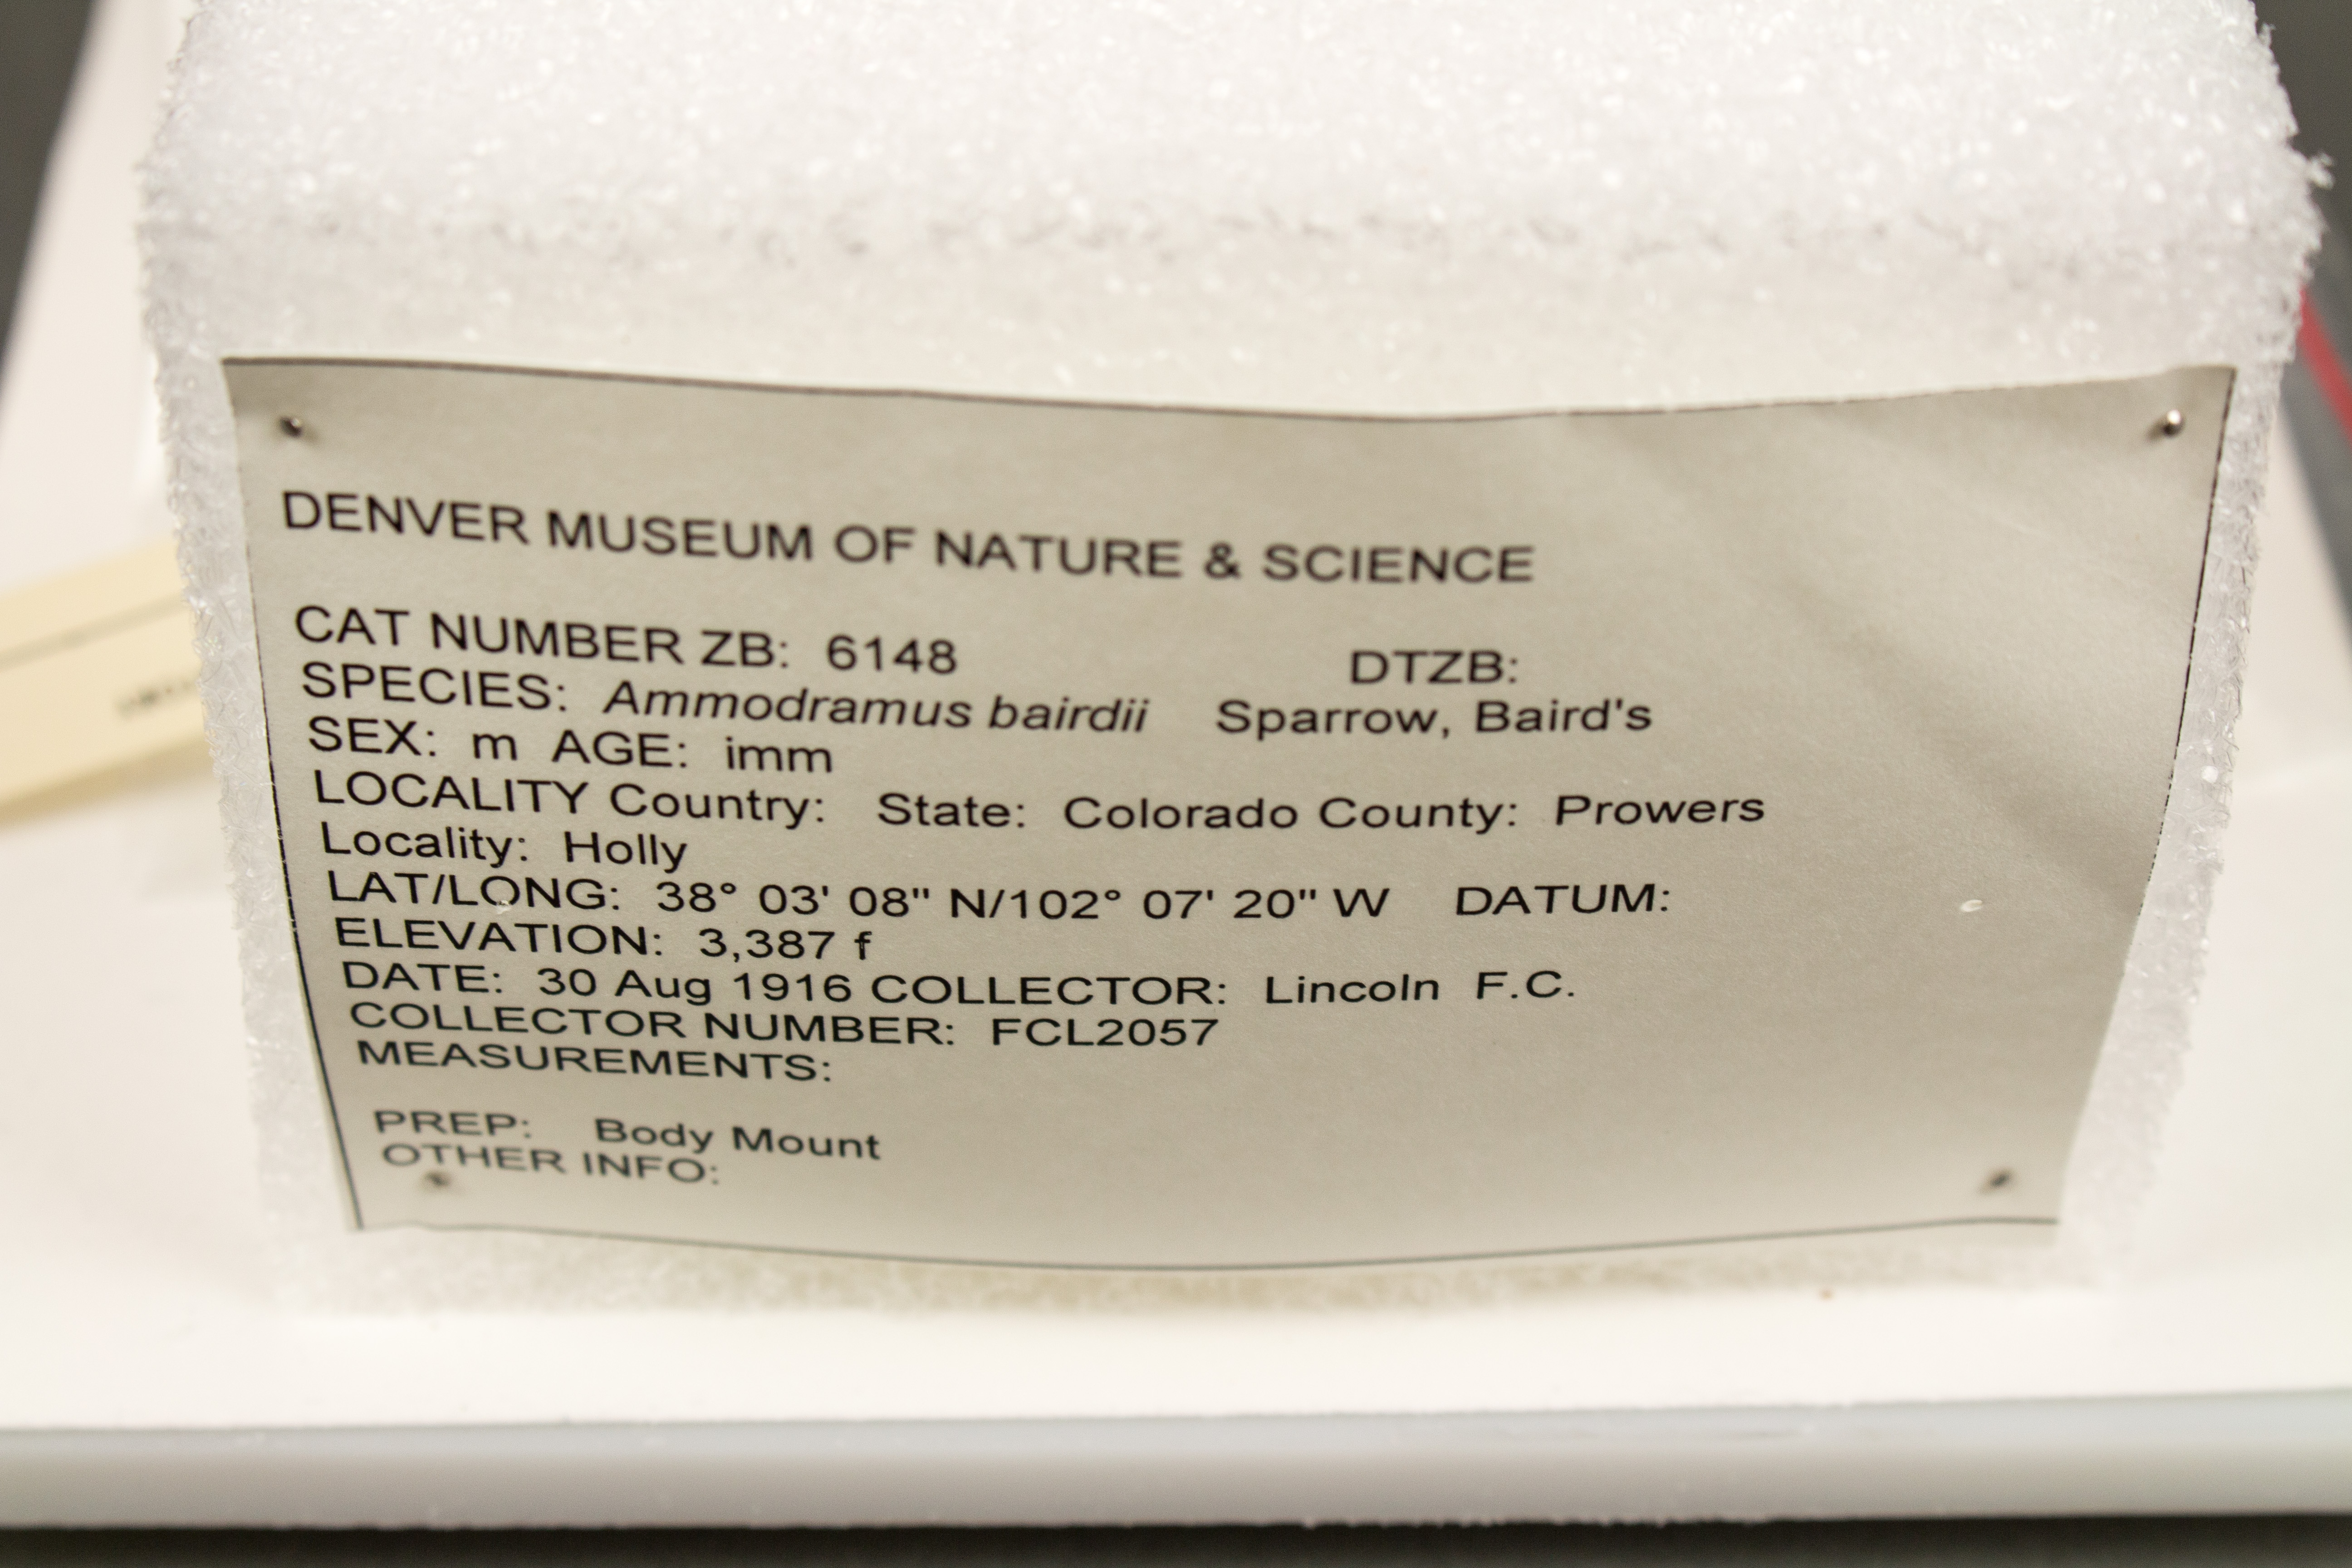 DENVER MUSEUM OF NATURE & SCIENCE
CAT NUMBER ZB: 6148 DTZB:
SPECIES: Ammodramus bairdii Sparrow, Baird's
SEX: m AGE: imm
LOCALITY Country: State: Colorado County: Prowers
Locality: Holly
LAT/LONG: 38° 03' 08" N/102° 07' 20" W DATUM:
ELEVATION: 3,387 f
DATE: 30 Aug 1916 COLLECTOR: Lincoln F.C.
COLLECTOR NUMBER: FCL2057
MEASUREMENTS:
PREP: Body Mount
OTHER INFO: